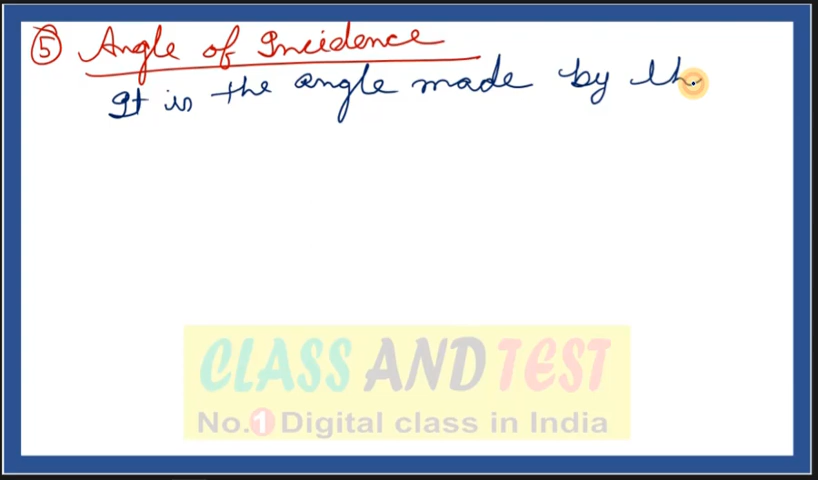 ⑤ Angle of Incidence
It is the angle made by th
CLASS AND TEST
No.1 Digital class in India